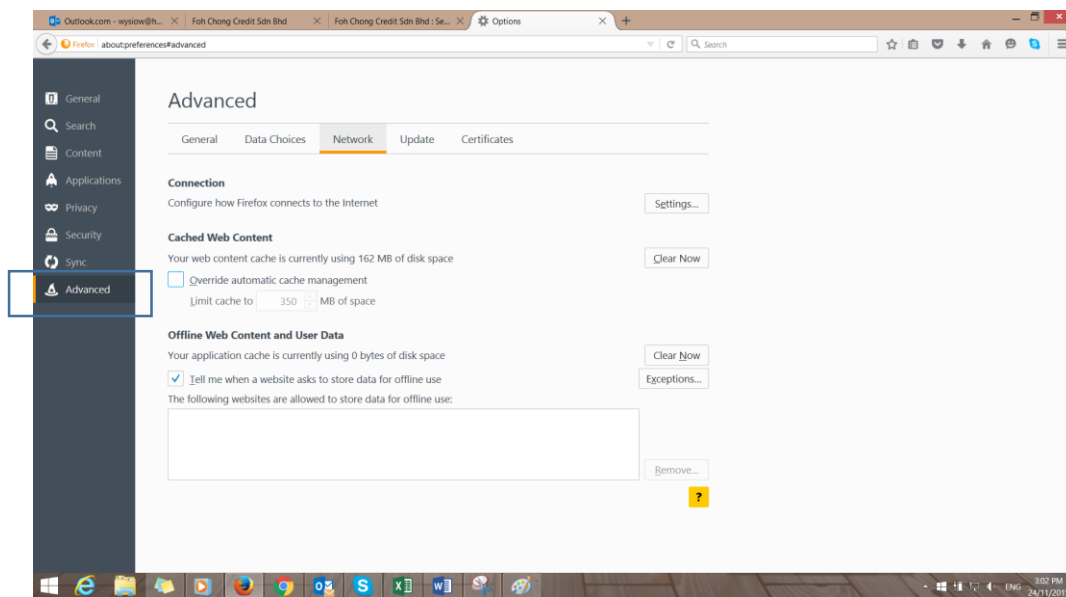 Outlook.com - wysiow@h... Foh Chong Credit Sdn Bhd Foh Chong Credit Sdn Bhd : Se... Options
Firefox about:preferences#advanced Search
General
Search
Content
Applications
Privacy
Security
Sync
Advanced
Advanced
General Data Choices Network Update Certificates
Connection
Configure how Firefox connects to the Internet Settings...
Cached Web Content
Your web content cache is currently using 162 MB of disk space Clear Now
Override automatic cache management
Limit cache to 350 MB of space
Offline Web Content and User Data
Your application cache is currently using 0 bytes of disk space Clear Now
Tell me when a website asks to store data for offline use Exceptions...
The following websites are allowed to store data for offline use:
Remove...
?
ENG 3:02 PM
24/11/201